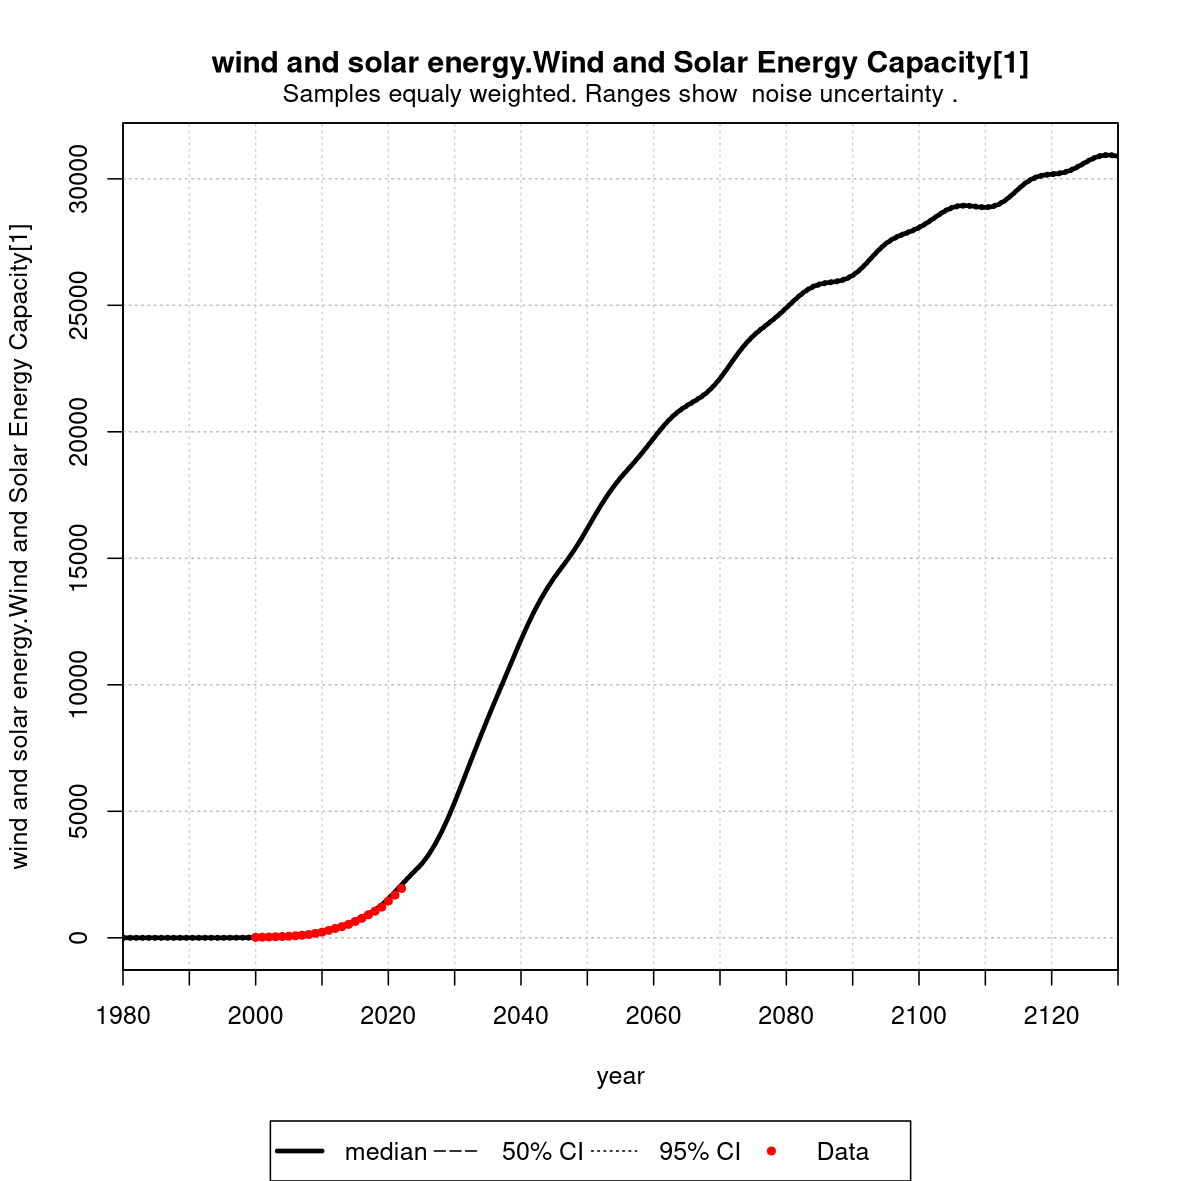 wind and solar energy.Wind and Solar Energy Capacity[1]
Samples equaly weighted. Ranges show  noise uncertainty .
wind and solar energy.Wind and Solar Energy Capacity[1]
30000
25000
20000
15000
10000
5000
0
1980 2000 2020 2040 2060 2080 2100 2120
year
median 50% CI 95% CI Data